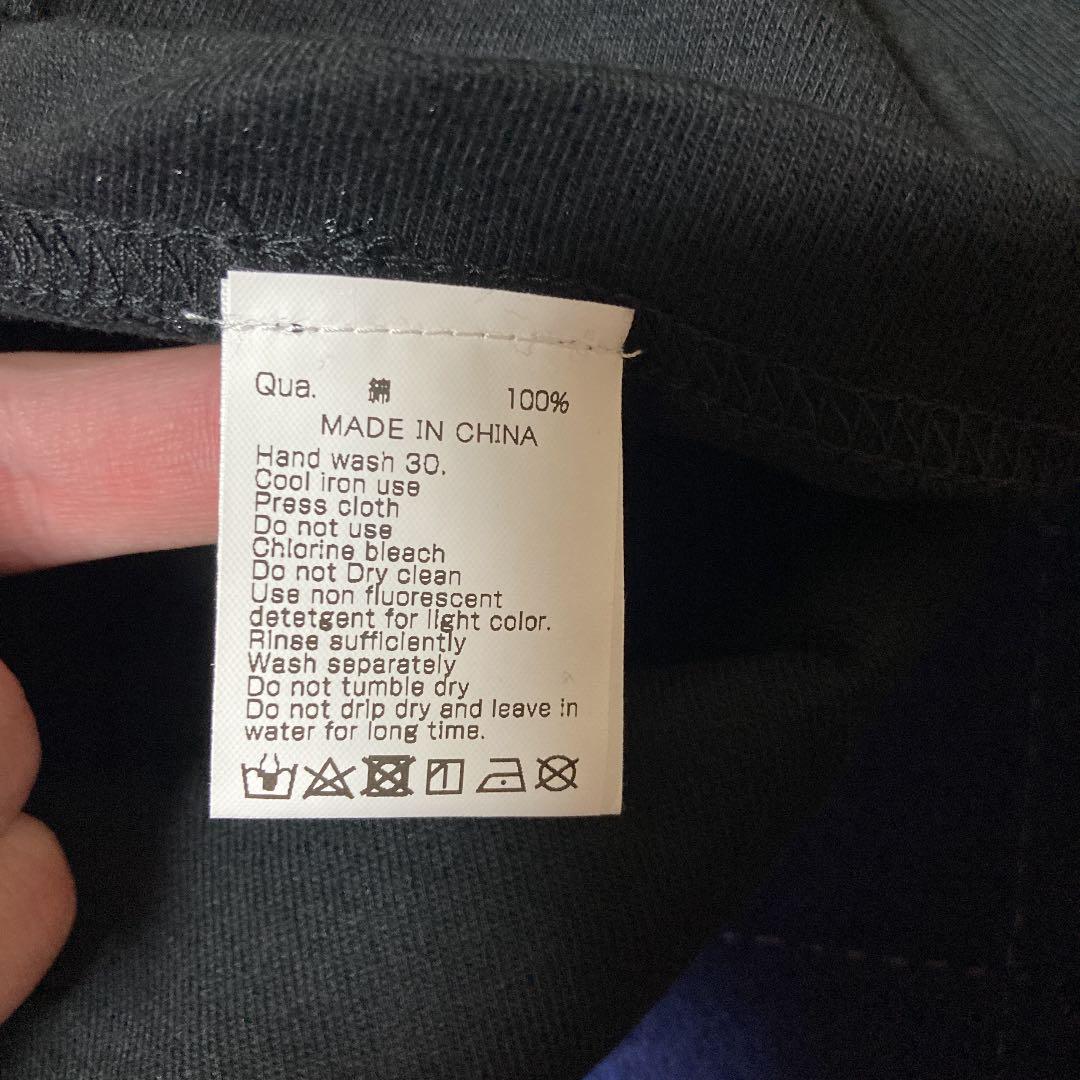 Qua. 綿 100%
MADE IN CHINA
Hand wash 30.
Cool iron use
Press cloth
Do not use
Chlorine bleach
Do not Dry clean
Use non fluorescent
detetgent for light color.
Rinse sufficiently
Wash separately
Do not tumble dry
Do not drip dry and leave in
water for long time.